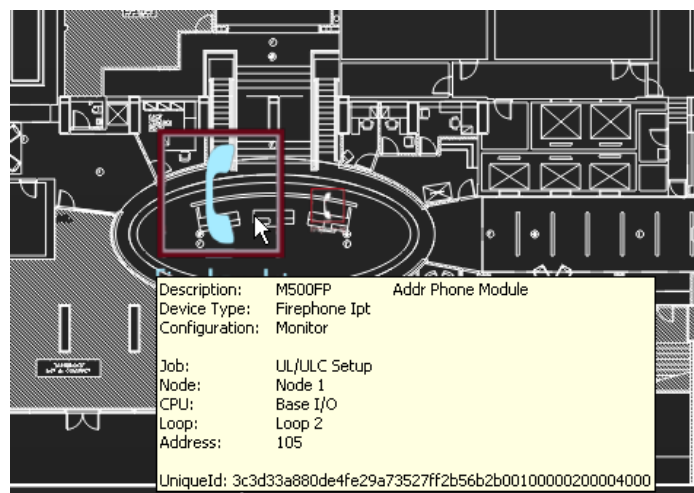 Description: M500FP Addr Phone Module
Device Type: Firephone Ipt
Configuration: Monitor
Job: UL/ULC Setup
Node: Node 1
CPU: Base I/O
Loop: Loop 2
Address: 105
UniqueId: 3c3d33a880de4fe29a73527ff2b56b2b00100000200004000